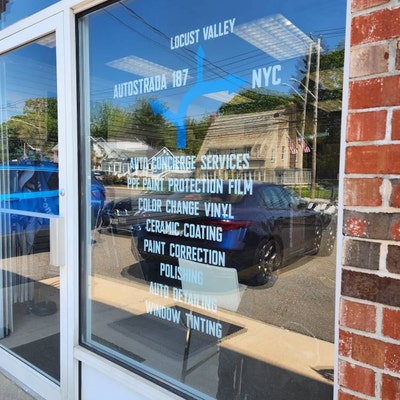 LOCUST VALLEY
AUTOSTRADA 187 NYC
AUTO CONCIERGE SERVICES
PPF PAINT PROTECTION FILM
COLOR CHANGE VINYL
CERAMIC COATING
PAINT CORRECTION
POLISHING
AUTO DETAILING
WINDOW TINTING